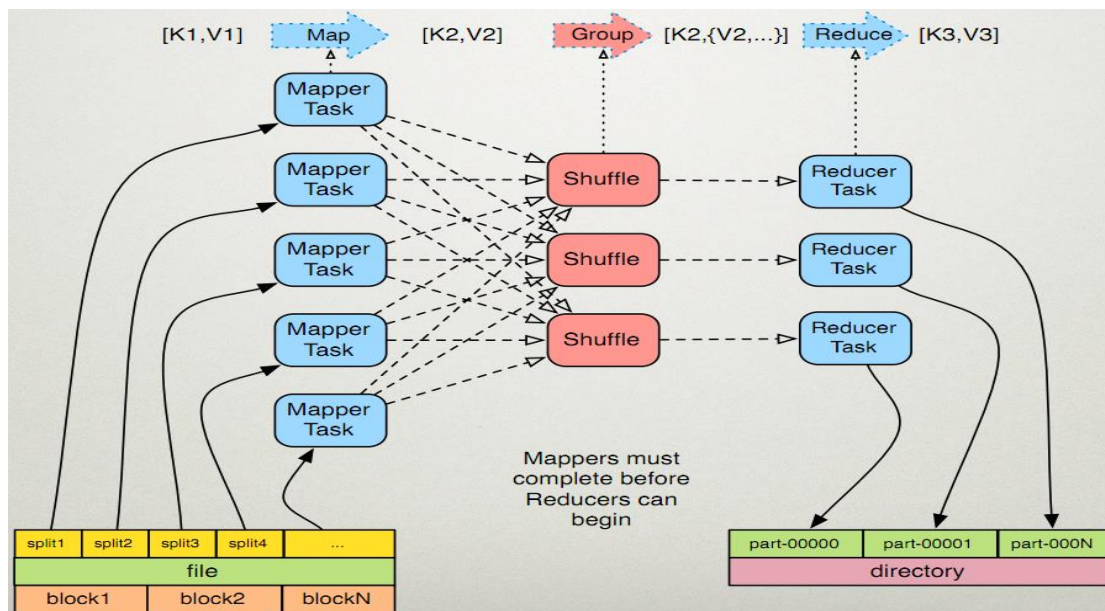 [K1,V1] Map [K2,V2] Group [K2,{V2,...}] Reduce [K3,V3]
Mapper
Task
Mapper
Task
Mapper
Task
Mapper
Task
Mapper
Task
Shuffle
Shuffle
Shuffle
Reducer
Task
Reducer
Task
Reducer
Task
Mappers must
complete before
Reducers can
begin
split1 split2 split3 split4 ...
file
block1 block2 blockN
part-00000 part-00001 part-000N
directory